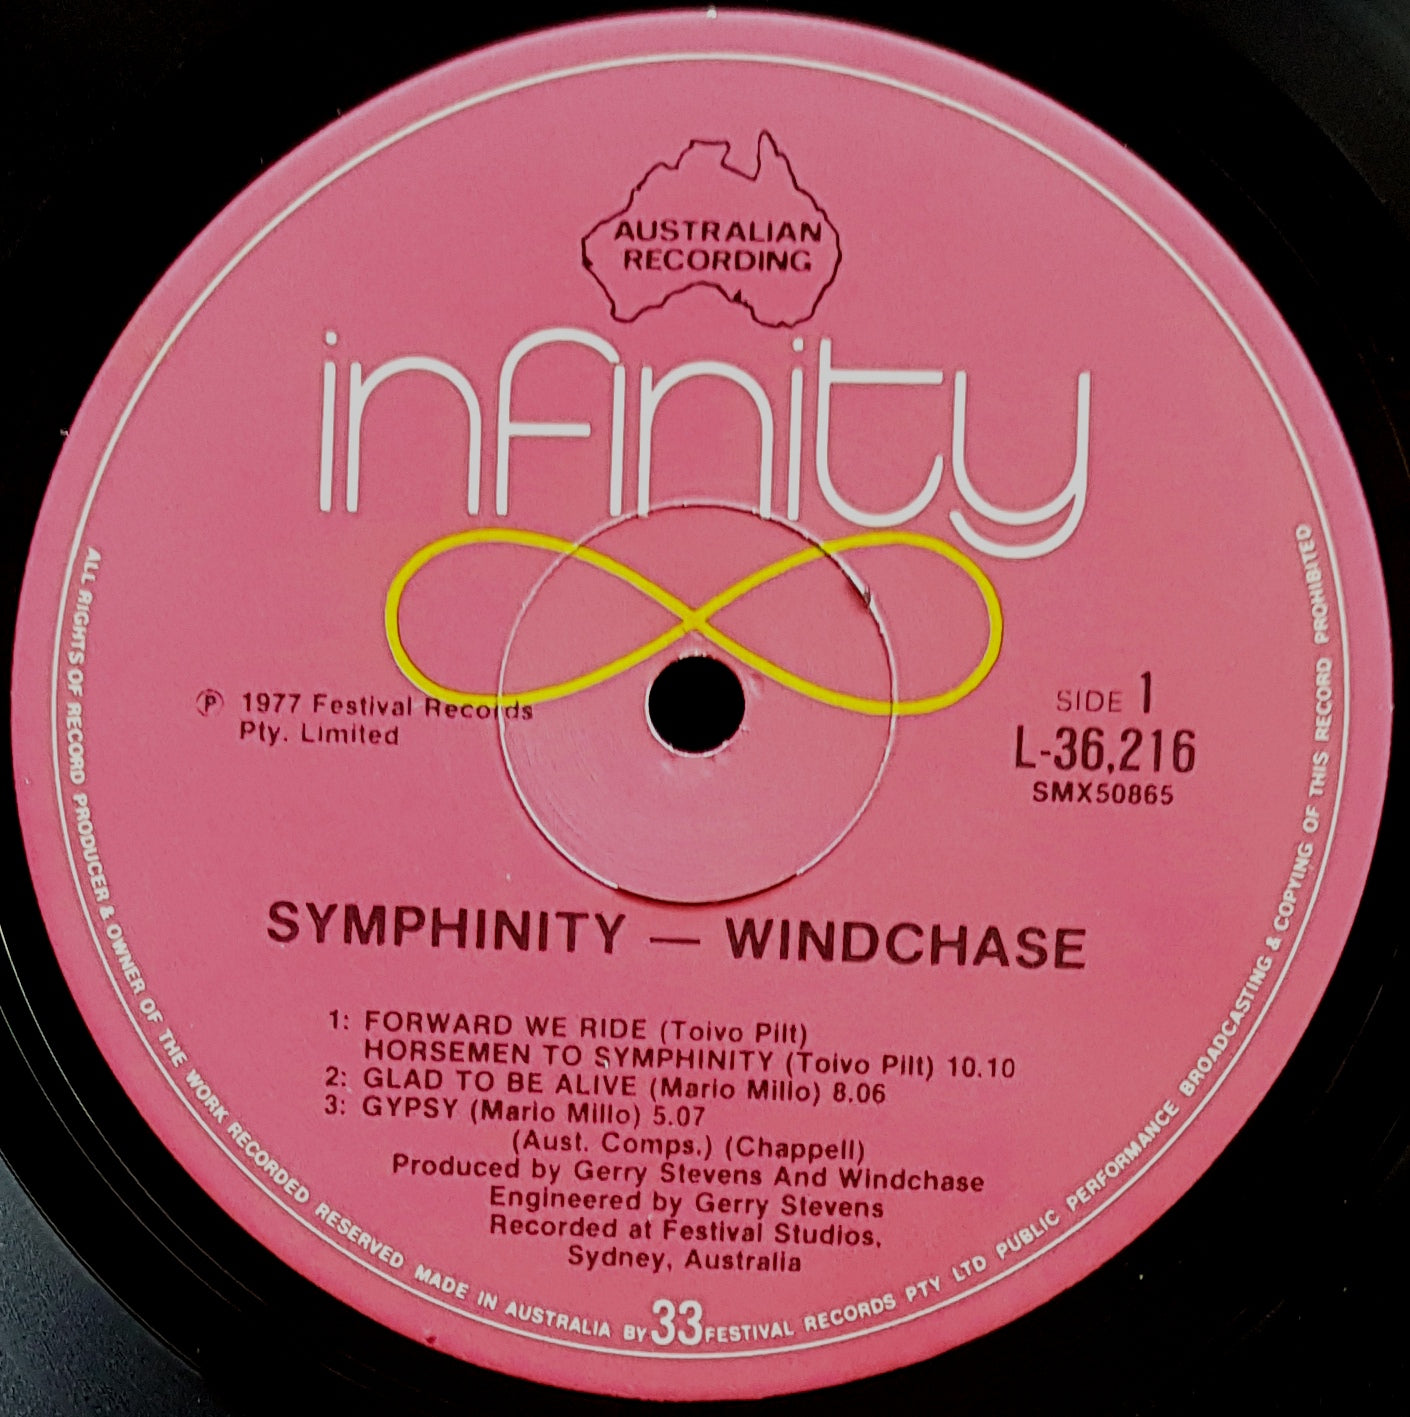 AUSTRALIAN
RECORDING
infinity
℗ 1977 Festival Records
Pty. Limited
SIDE 1
L-36,216
SMX50865
SYMPHINITY — WINDCHASE
1: FORWARD WE RIDE (Toivo Pilt)
HORSEMEN TO SYMPHINITY (Toivo Pilt) 10.10
2: GLAD TO BE ALIVE (Mario Millo) 8.06
3: GYPSY (Mario Millo) 5.07
(Aust. Comps.) (Chappell)
Produced by Gerry Stevens And Windchase
Engineered by Gerry Stevens
Recorded at Festival Studios,
Sydney, Australia
ALL RIGHTS OF RECORD PRODUCER & OWNER OF THE WORK RECORDED RESERVED MADE IN AUSTRALIA BY 33 FESTIVAL RECORDS PTY LTD PUBLIC PERFORMANCE BROADCASTING & COPYING OF THIS RECORD PROHIBITED